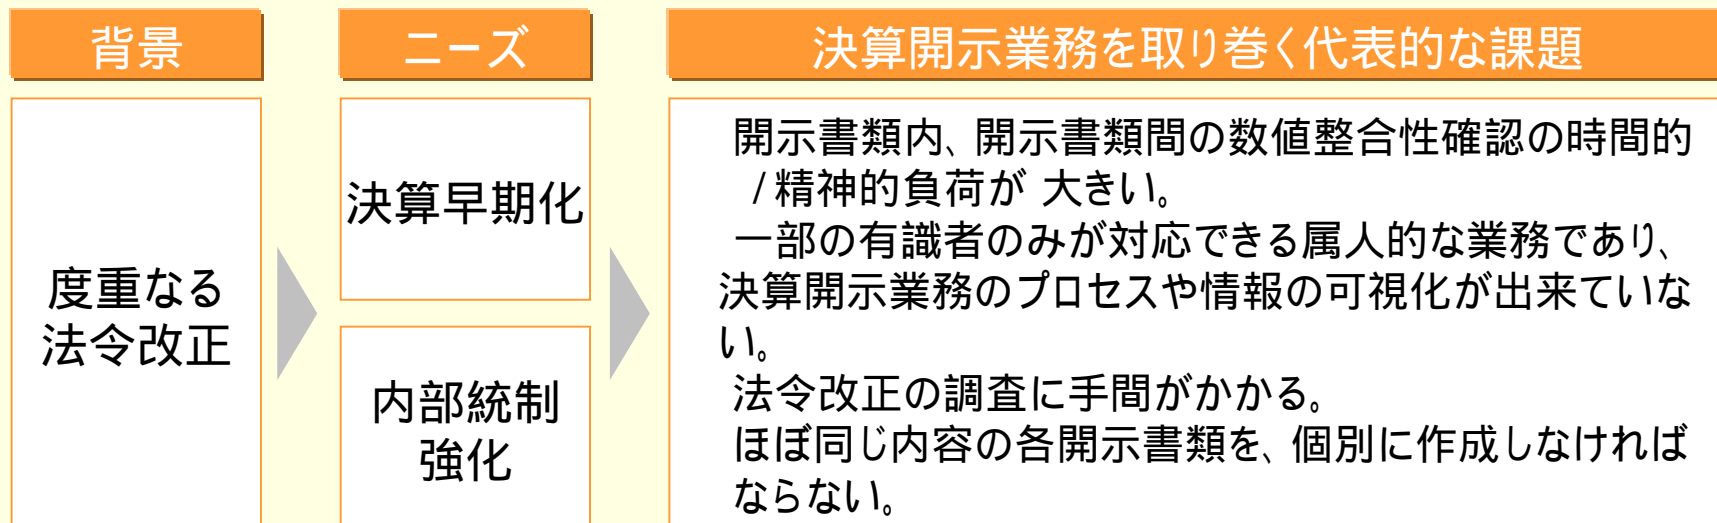 背景
ニーズ
決算開示業務を取り巻く代表的な課題
度重なる
法令改正
決算早期化
内部統制
強化
開示書類内、開示書類間の数値整合性確認の時間的
/精神的負荷が 大きい。
一部の有識者のみが対応できる属人的な業務であり、
決算開示業務のプロセスや情報の可視化が出来ていな
い。
法令改正の調査に手間がかかる。
ほぼ同じ内容の各開示書類を、個別に作成しなければ
ならない。